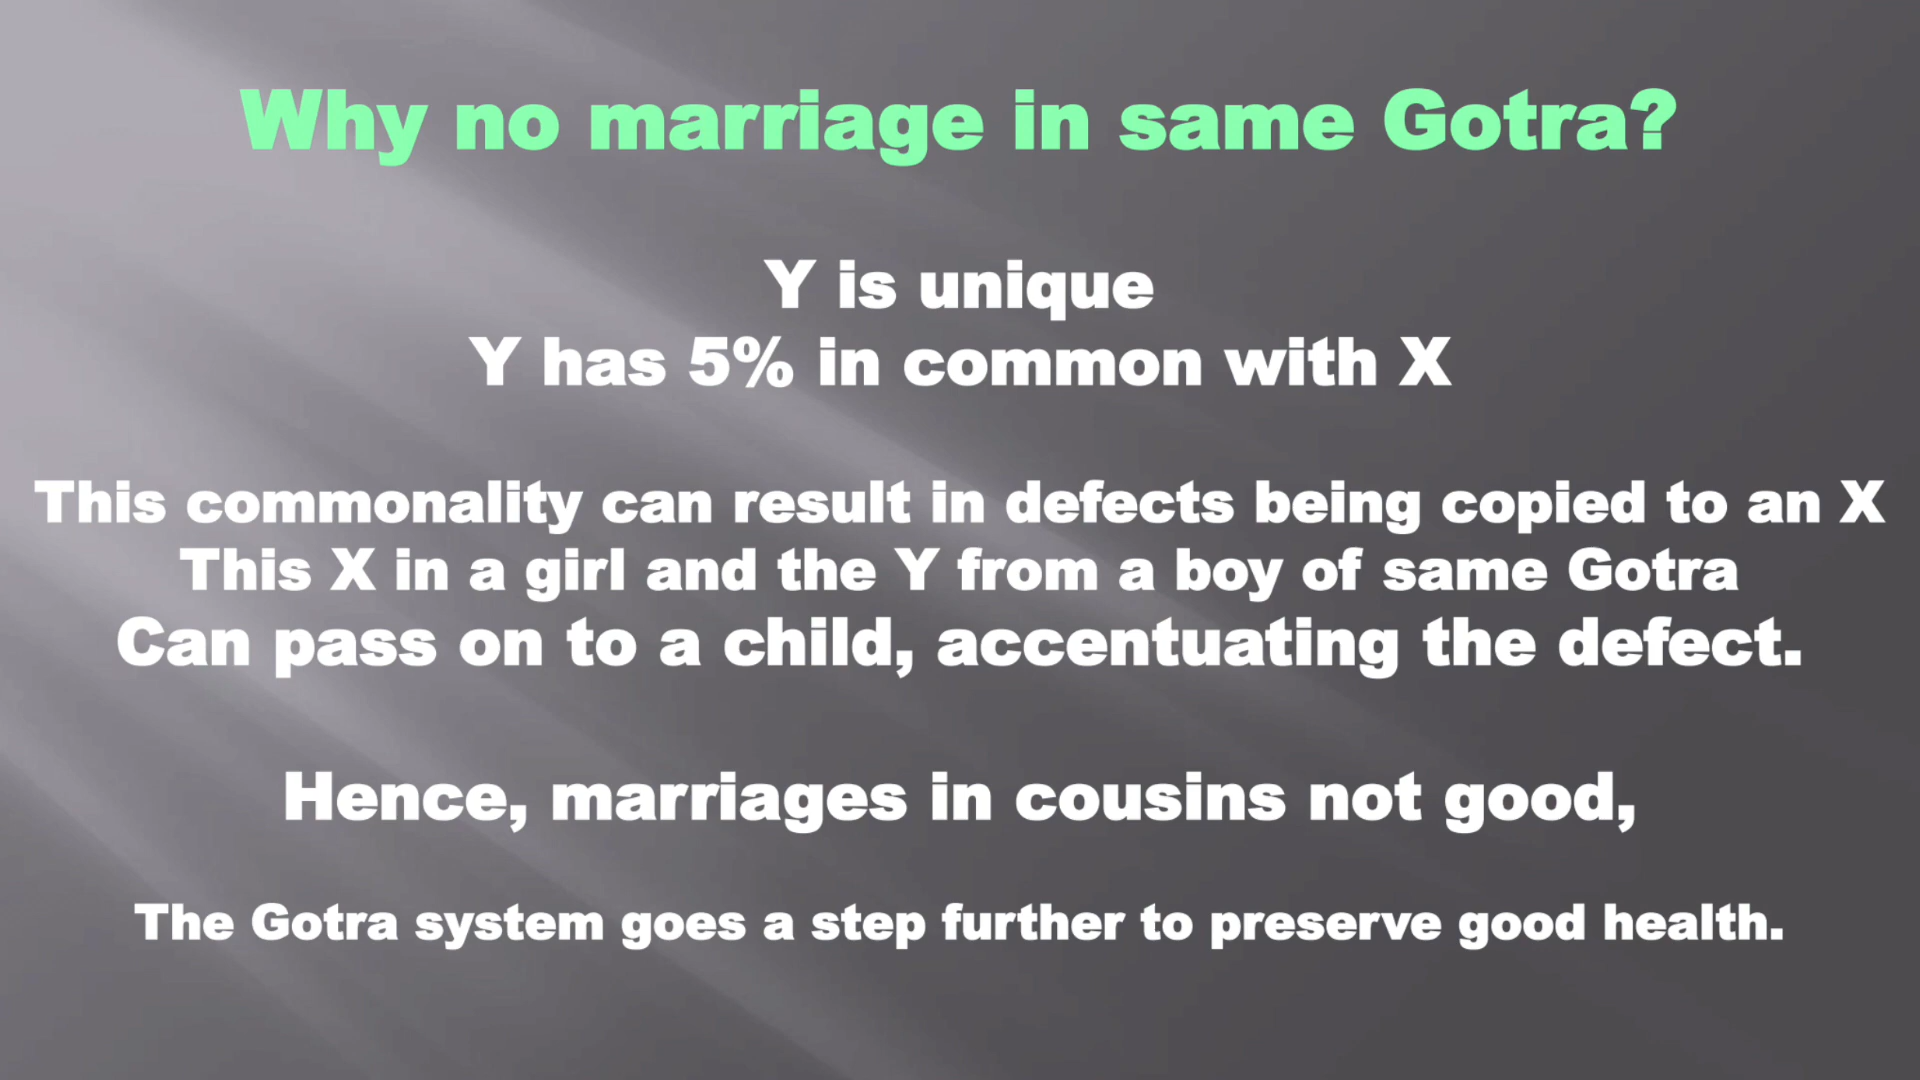 Why no marriage in same Gotra?
Y is unique
Y has 5% in common with X
This commonality can result in defects being copied to an X
This X in a girl and the Y from a boy of same Gotra
Can pass on to a child, accentuating the defect.
Hence, marriages in cousins not good,
The Gotra system goes a step further to preserve good health.